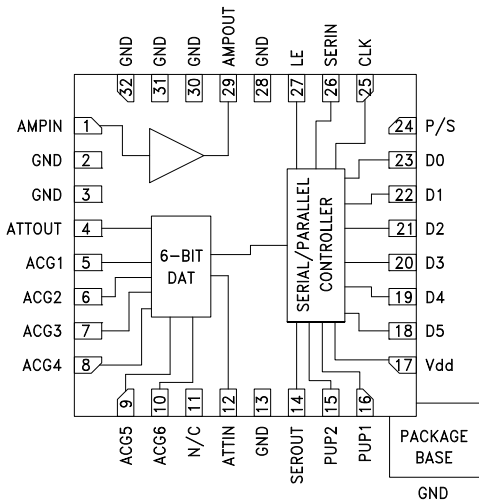 GND
GND
GND
AMPOUT
GND
LE
SERIN
CLK
32
31
30
29
28
27
26
25
AMPIN
1
GND
2
GND
3
ATTOUT
4
ACG1
5
ACG2
6
ACG3
7
ACG4
8
6-BIT
DAT
SERIAL/PARALLEL
CONTROLLER
24
P/S
23
D0
22
D1
21
D2
20
D3
19
D4
18
D5
17
Vdd
9
10
11
12
13
14
15
16
ACG5
ACG6
N/C
ATTIN
GND
SEROUT
PUP2
PUP1
PACKAGE
BASE
GND